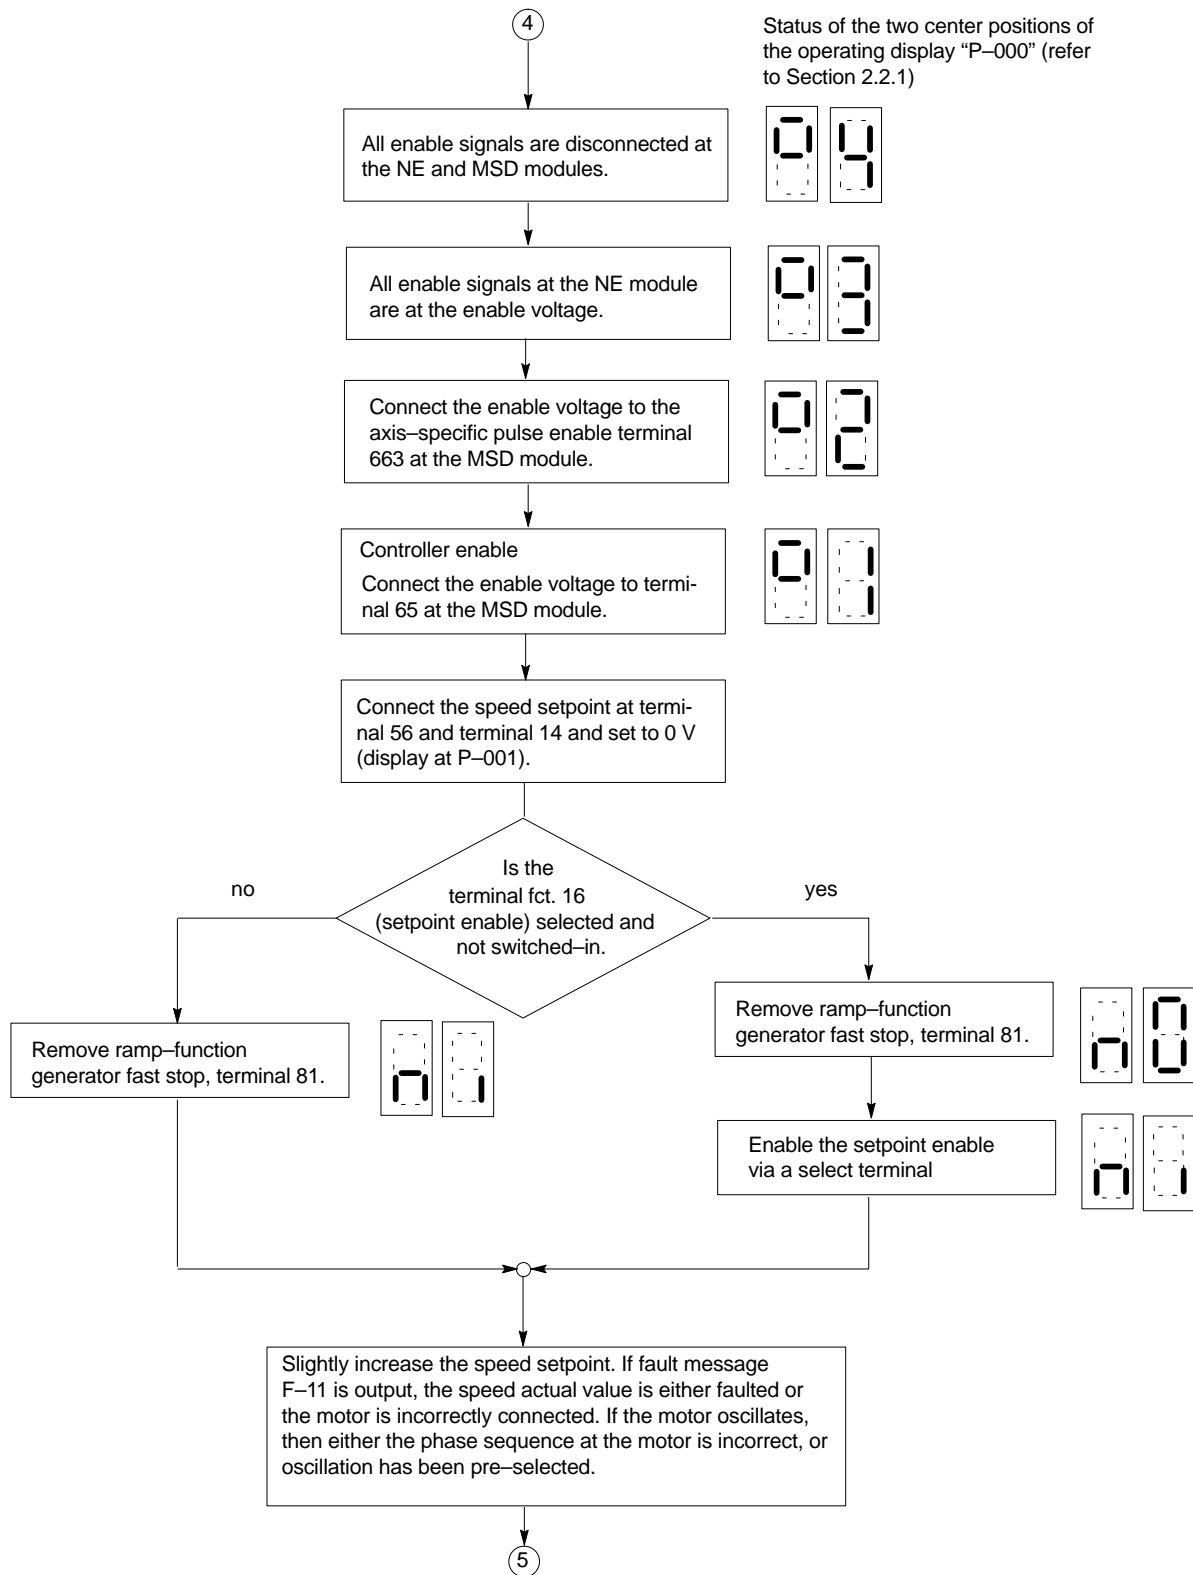 4
Status of the two center positions of
the operating display “P–000” (refer
to Section 2.2.1)
All enable signals are disconnected at
the NE and MSD modules.
o 4
All enable signals at the NE module
are at the enable voltage.
o 3
Connect the enable voltage to the
axis–specific pulse enable terminal
663 at the MSD module.
o 2
Controller enable
Connect the enable voltage to termi-
nal 65 at the MSD module.
o 1
Connect the speed setpoint at termi-
nal 56 and terminal 14 and set to 0 V
(display at P–001).
Is the
terminal fct. 16
(setpoint enable) selected and
not switched–in.
no
yes
Remove ramp–function
generator fast stop, terminal 81.
n ı
Remove ramp–function
generator fast stop, terminal 81.
n 0
Enable the setpoint enable
via a select terminal
n ı
Slightly increase the speed setpoint. If fault message
F–11 is output, the speed actual value is either faulted or
the motor is incorrectly connected. If the motor oscillates,
then either the phase sequence at the motor is incorrect, or
oscillation has been pre–selected.
5